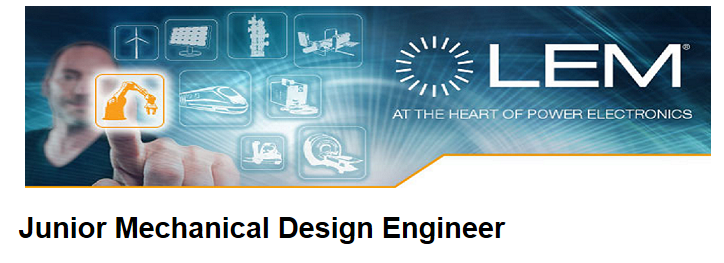 LEM®
AT THE HEART OF POWER ELECTRONICS
Junior Mechanical Design Engineer